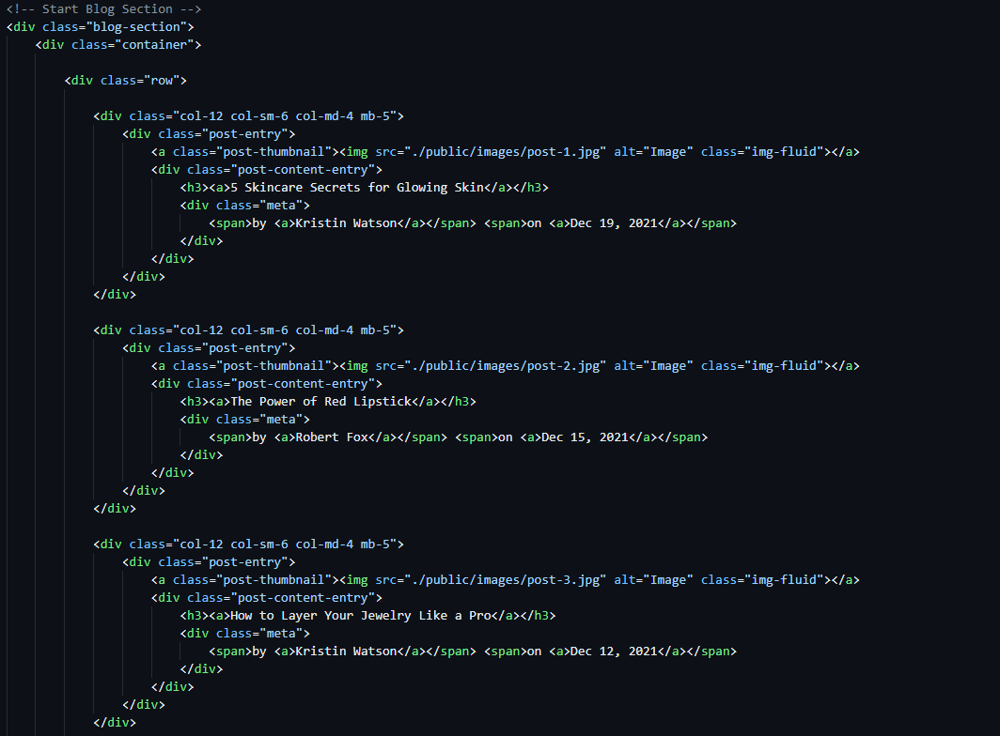 <!-- Start Blog Section -->
<div class="blog-section">
    <div class="container">

        <div class="row">

            <div class="col-12 col-sm-6 col-md-4 mb-5">
                <div class="post-entry">
                    <a class="post-thumbnail"><img src="./public/images/post-1.jpg" alt="Image" class="img-fluid"></a>
                    <div class="post-content-entry">
                        <h3><a>5 Skincare Secrets for Glowing Skin</a></h3>
                        <div class="meta">
                            <span>by <a>Kristin Watson</a></span> <span>on <a>Dec 19, 2021</a></span>
                        </div>
                    </div>
                </div>
            </div>

            <div class="col-12 col-sm-6 col-md-4 mb-5">
                <div class="post-entry">
                    <a class="post-thumbnail"><img src="./public/images/post-2.jpg" alt="Image" class="img-fluid"></a>
                    <div class="post-content-entry">
                        <h3><a>The Power of Red Lipstick</a></h3>
                        <div class="meta">
                            <span>by <a>Robert Fox</a></span> <span>on <a>Dec 15, 2021</a></span>
                        </div>
                    </div>
                </div>
            </div>

            <div class="col-12 col-sm-6 col-md-4 mb-5">
                <div class="post-entry">
                    <a class="post-thumbnail"><img src="./public/images/post-3.jpg" alt="Image" class="img-fluid"></a>
                    <div class="post-content-entry">
                        <h3><a>How to Layer Your Jewelry Like a Pro</a></h3>
                        <div class="meta">
                            <span>by <a>Kristin Watson</a></span> <span>on <a>Dec 12, 2021</a></span>
                        </div>
                    </div>
                </div>
            </div>